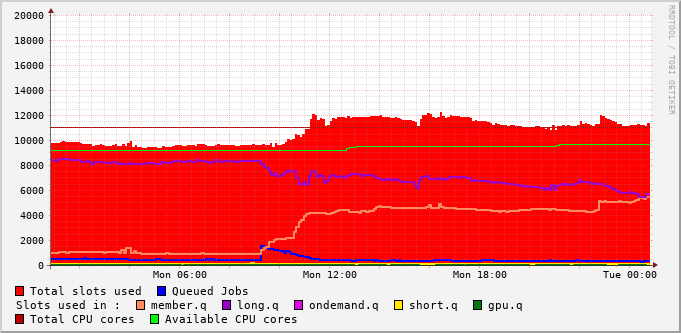 RRDTOOL / TOBI OETIKER
20000
18000
16000
14000
12000
10000
8000
6000
4000
2000
0
Mon 06:00 Mon 12:00 Mon 18:00 Tue 00:00
Total slots used Queued Jobs
Slots used in : member.q long.q ondemand.q short.q gpu.q
Total CPU cores Available CPU cores